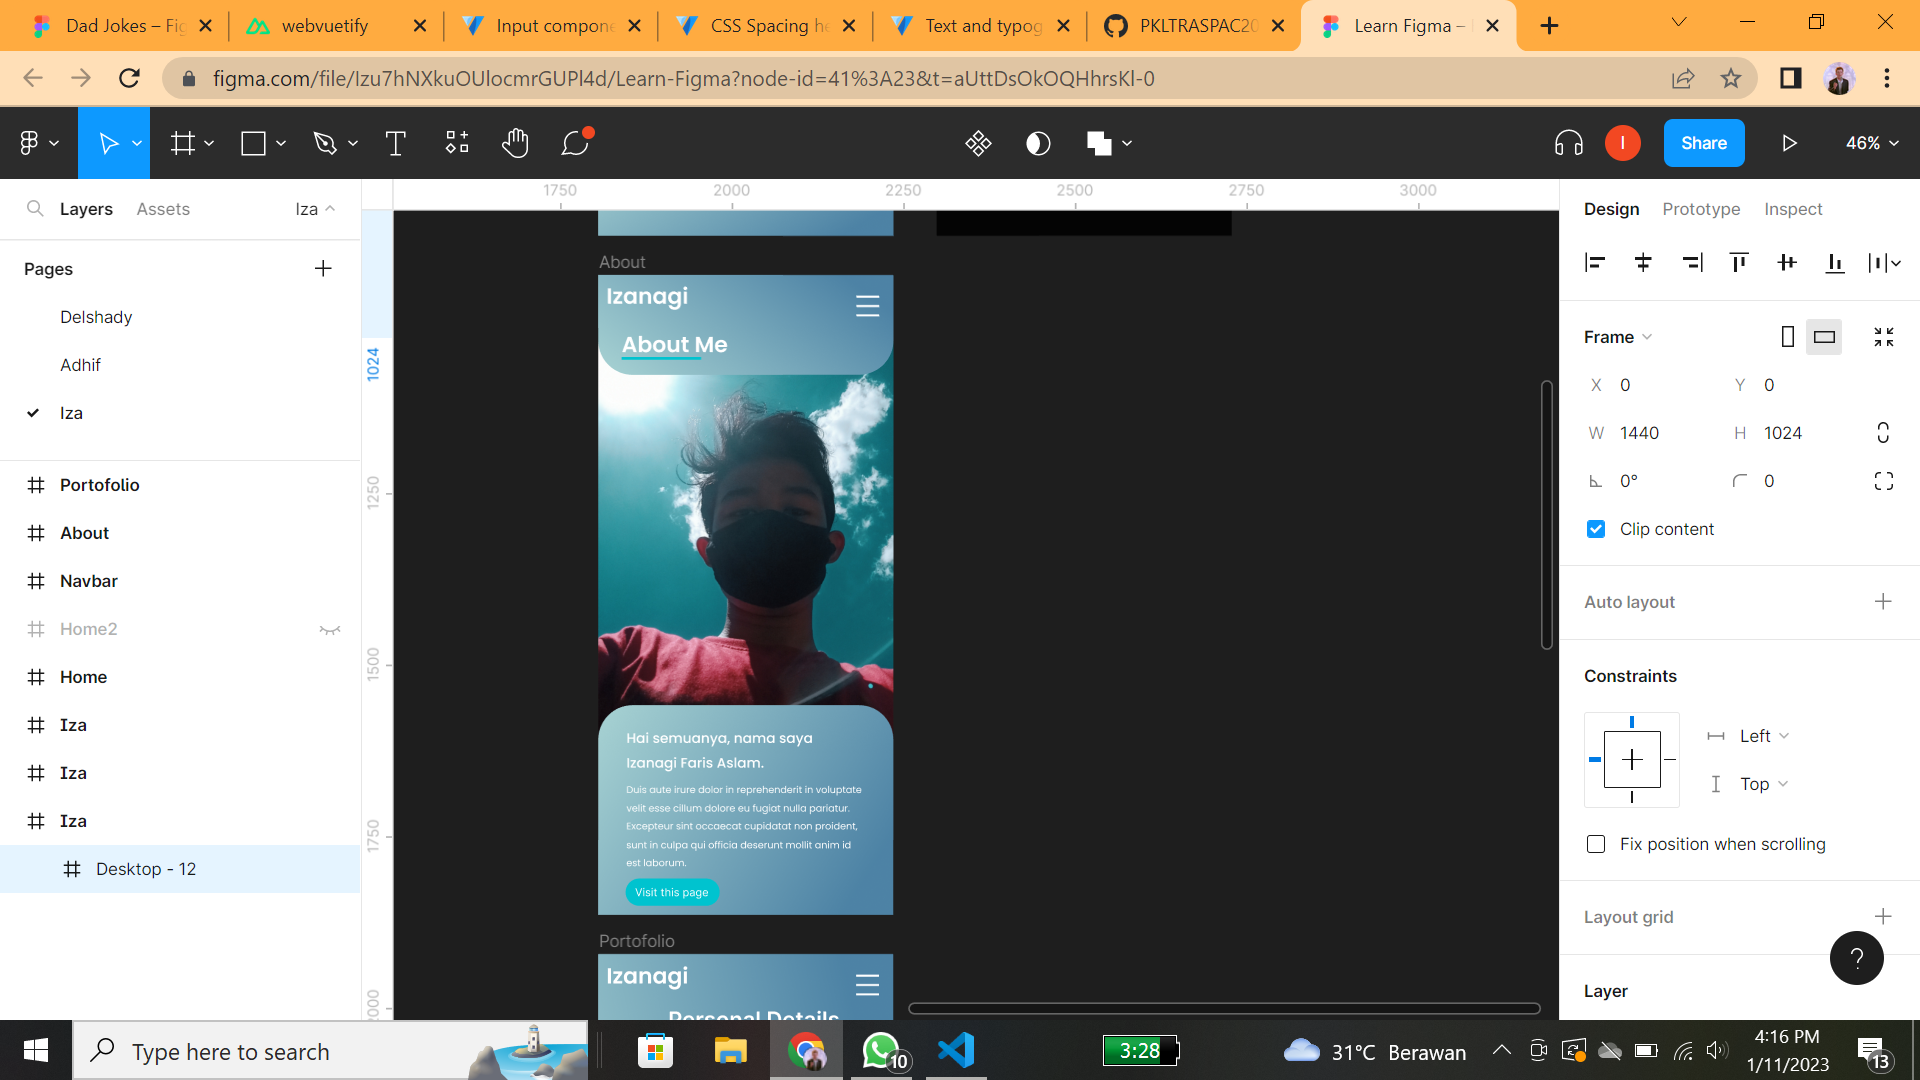 Dad Jokes – Fig
webvuetify
Input compone
CSS Spacing he
Text and typog
PKLTRASPAC20
Learn Figma –
figma.com/file/Izu7hNXkuOUlocmrGUPl4d/Learn-Figma?node-id=41%3A23&t=aUttDsOkOQHhrsKl-0
I
Share
46%
Layers
Assets
Iza
Pages
Delshady
Adhif
Iza
Portofolio
About
Navbar
Home2
Home
Iza
Iza
Iza
Desktop - 12
1750
2000
2250
2500
2750
3000
1024
1250
1500
1750
2000
About
Izanagi
About Me
Hai semuanya, nama saya
Izanagi Faris Aslam.
Duis aute irure dolor in reprehenderit in voluptate
velit esse cillum dolore eu fugiat nulla pariatur.
Excepteur sint occaecat cupidatat non proident,
sunt in culpa qui officia deserunt mollit anim id
est laborum.
Visit this page
Portofolio
Izanagi
Personal Details
Design
Prototype
Inspect
Frame
X 0
Y 0
W 1440
H 1024
0°
0
Clip content
Auto layout
Constraints
Left
Top
Fix position when scrolling
Layout grid
?
Layer
Type here to search
10
3:28
31°C Berawan
4:16 PM
1/11/2023
13